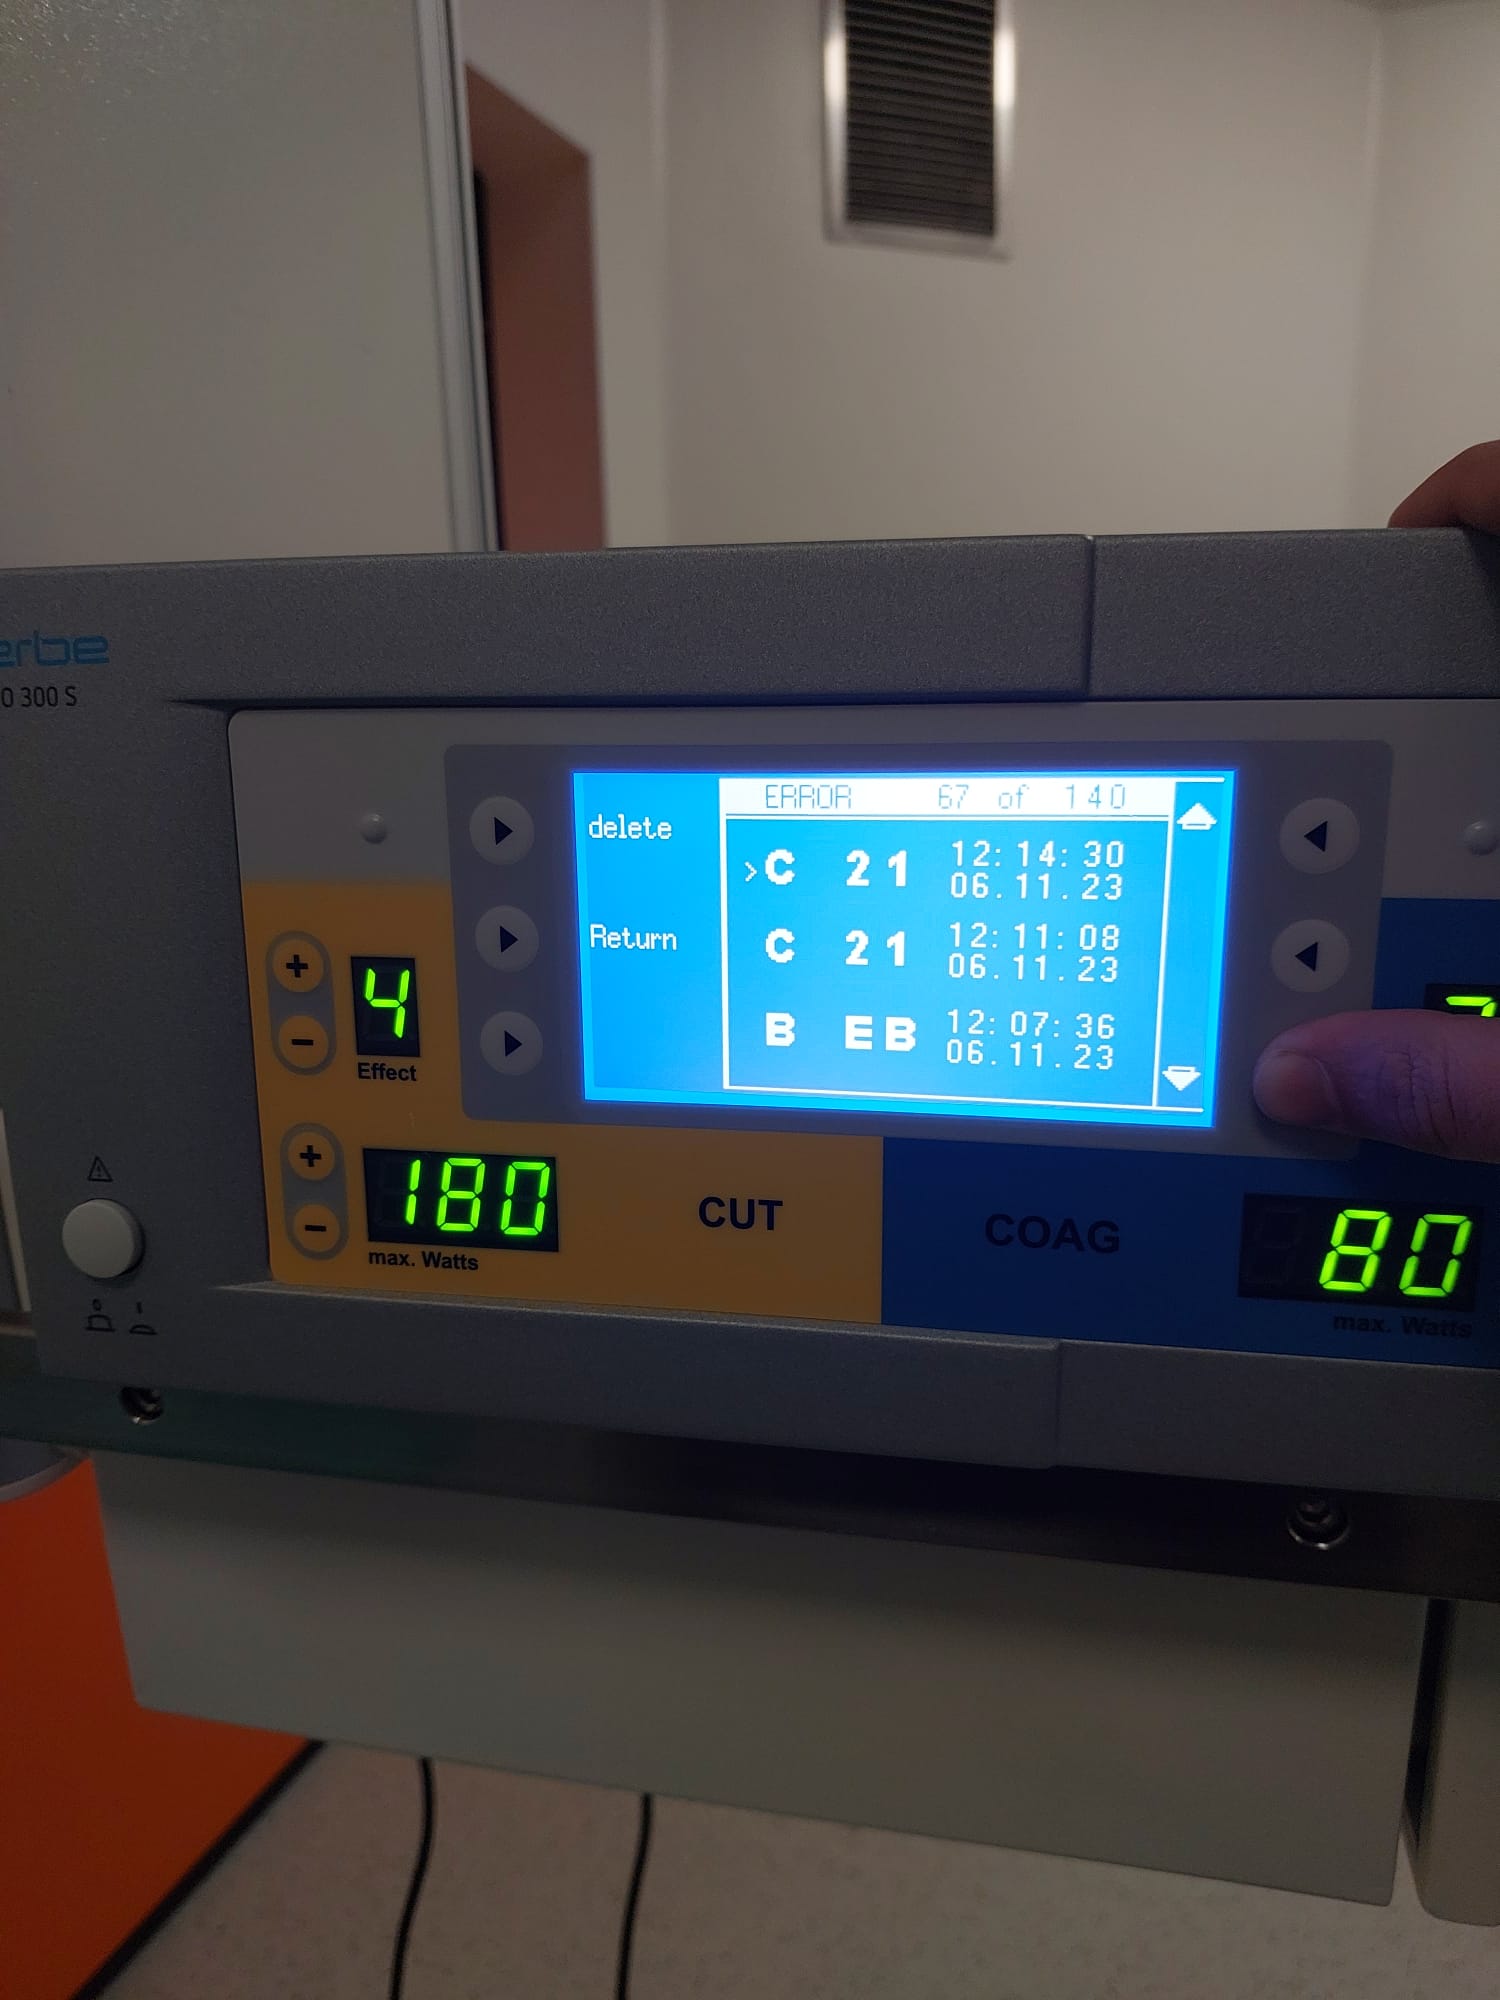 erbe
0 300 S
ERROR 67 of 140
delete
>C 21 12:14:30
06.11.23
Return
C 21 12:11:08
06.11.23
B EB 12:07:36
06.11.23
+
4
−
Effect
+
180
−
max. Watts
CUT
COAG
80
max. Watts